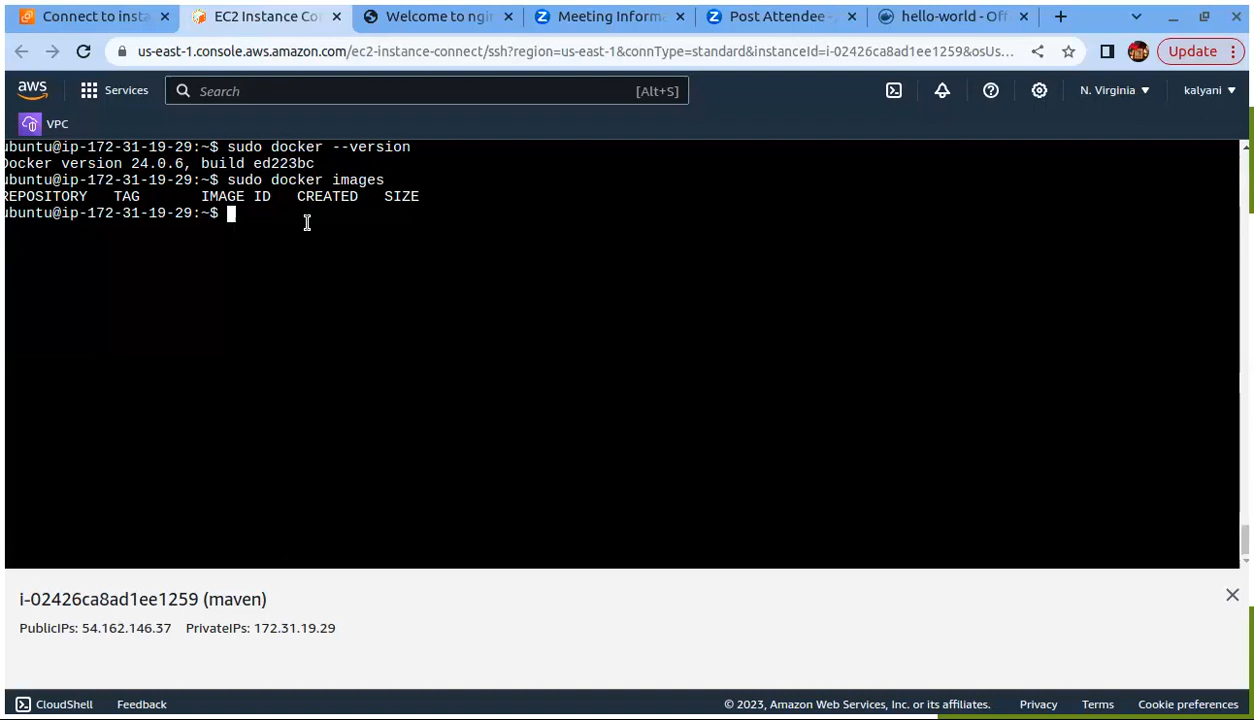 Connect to insta
EC2 Instance Co
Welcome to ngi
Meeting Informa
Post Attendee -
hello-world - Off
us-east-1.console.aws.amazon.com/ec2-instance-connect/ssh?region=us-east-1&connType=standard&instanceId=i-02426ca8ad1ee1259&osUs...
Update
aws
Services
Search
[Alt+S]
N. Virginia
kalyani
VPC
ubuntu@ip-172-31-19-29:~$ sudo docker --version
Docker version 24.0.6, build ed223bc
ubuntu@ip-172-31-19-29:~$ sudo docker images
REPOSITORY TAG IMAGE ID CREATED SIZE
ubuntu@ip-172-31-19-29:~$
i-02426ca8ad1ee1259 (maven)
PublicIPs: 54.162.146.37 PrivateIPs: 172.31.19.29
CloudShell Feedback © 2023, Amazon Web Services, Inc. or its affiliates. Privacy Terms Cookie preferences